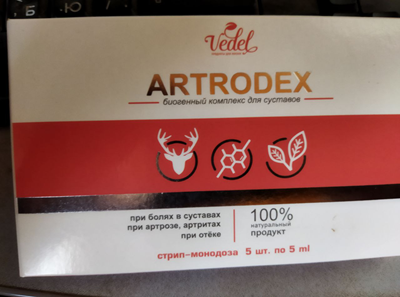 Б Ю
Vedel
ARTRODEX
биогенный комплекс для суставов
при болях в суставах
при артрозе, артритах
при отёке
100%
натуральный
продукт
стрип-монодоза 5 шт. по 5 ml